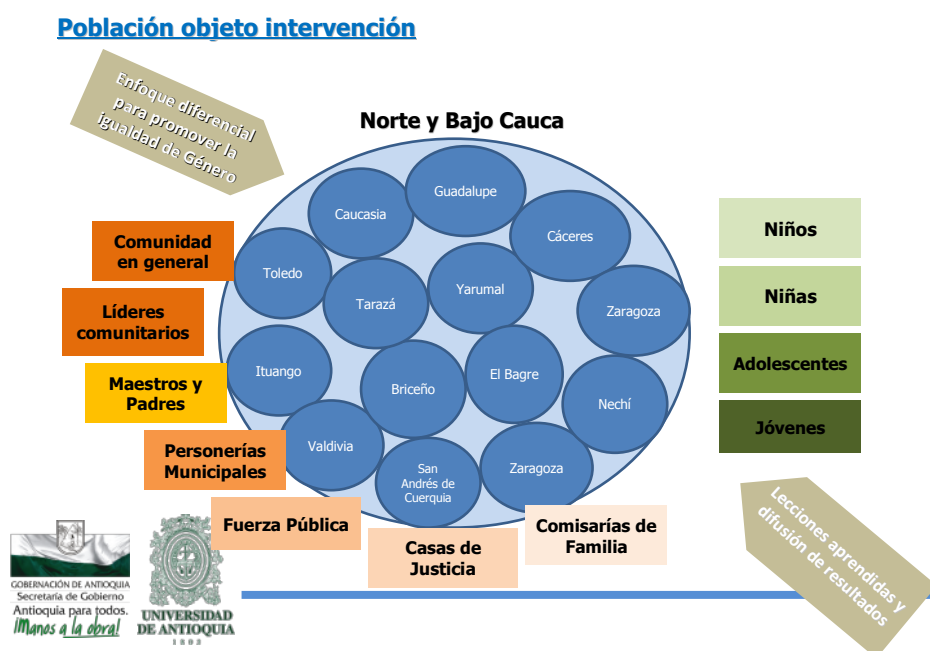 Población objeto intervención
Enfoque diferencial
para promover la
igualdad de Género
Norte y Bajo Cauca
Guadalupe
Caucasia
Cáceres
Toledo
Tarazá
Yarumal
Zaragoza
Ituango
Briceño
El Bagre
Nechí
Valdivia
San
Andrés de
Cuerquia
Zaragoza
Comunidad
en general
Líderes
comunitarios
Maestros y
Padres
Personerías
Municipales
Fuerza Pública
Casas de
Justicia
Comisarías de
Familia
Niños
Niñas
Adolescentes
Jóvenes
Lecciones aprendidas y
difusión de resultados
GOBERNACIÓN DE ANTIOQUIA
Secretaría de Gobierno
Antioquia para todos.
¡Manos a la obra!
UNIVERSIDAD
DE ANTIOQUIA
1803